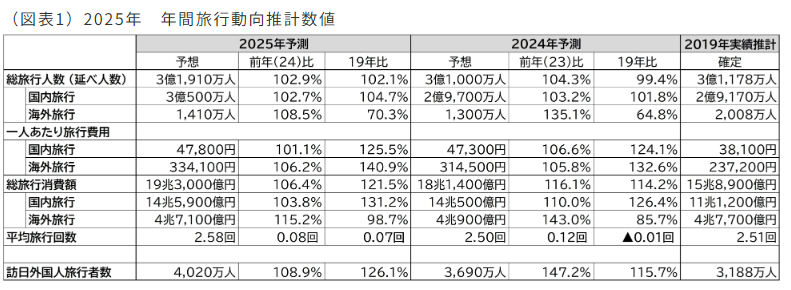 （図表1）2025年　年間旅行動向推計数値
2025年予測 2024年予測 2019年実績推計
予想 前年(24)比 19年比 予想 前年(23)比 19年比 確定
総旅行人数（延べ人数） 3億1,910万人 102.9% 102.1% 3億1,000万人 104.3% 99.4% 3億1,178万人
国内旅行 3億500万人 102.7% 104.7% 2億9,700万人 103.2% 101.8% 2億9,170万人
海外旅行 1,410万人 108.5% 70.3% 1,300万人 135.1% 64.8% 2,008万人
一人あたり旅行費用
国内旅行 47,800円 101.1% 125.5% 47,300円 106.6% 124.1% 38,100円
海外旅行 334,100円 106.2% 140.9% 314,500円 105.8% 132.6% 237,200円
総旅行消費額 19兆3,000億円 106.4% 121.5% 18兆1,400億円 116.1% 114.2% 15兆8,900億円
国内旅行 14兆5,900億円 103.8% 131.2% 14兆500億円 110.0% 126.4% 11兆1,200億円
海外旅行 4兆7,100億円 115.2% 98.7% 4兆900億円 143.0% 85.7% 4兆7,700億円
平均旅行回数 2.58回 0.08回 0.07回 2.50回 0.12回 ▲0.01回 2.51回
訪日外国人旅行者数 4,020万人 108.9% 126.1% 3,690万人 147.2% 115.7% 3,188万人